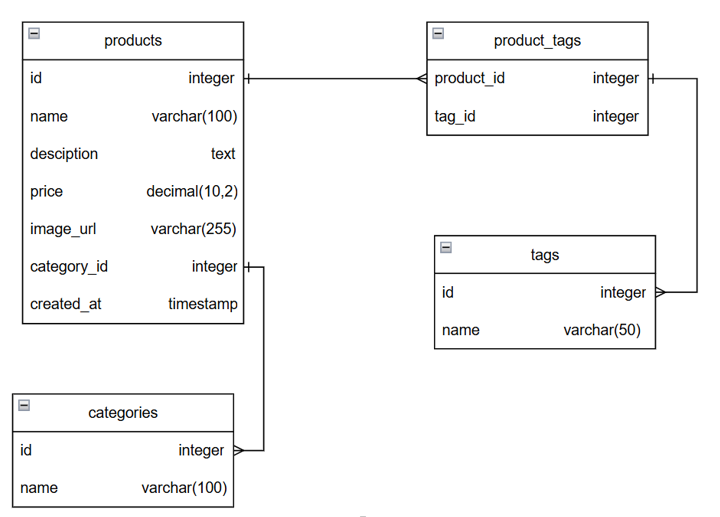 products
id integer
name varchar(100)
desciption text
price decimal(10,2)
image_url varchar(255)
category_id integer
created_at timestamp
product_tags
product_id integer
tag_id integer
tags
id integer
name varchar(50)
categories
id integer
name varchar(100)